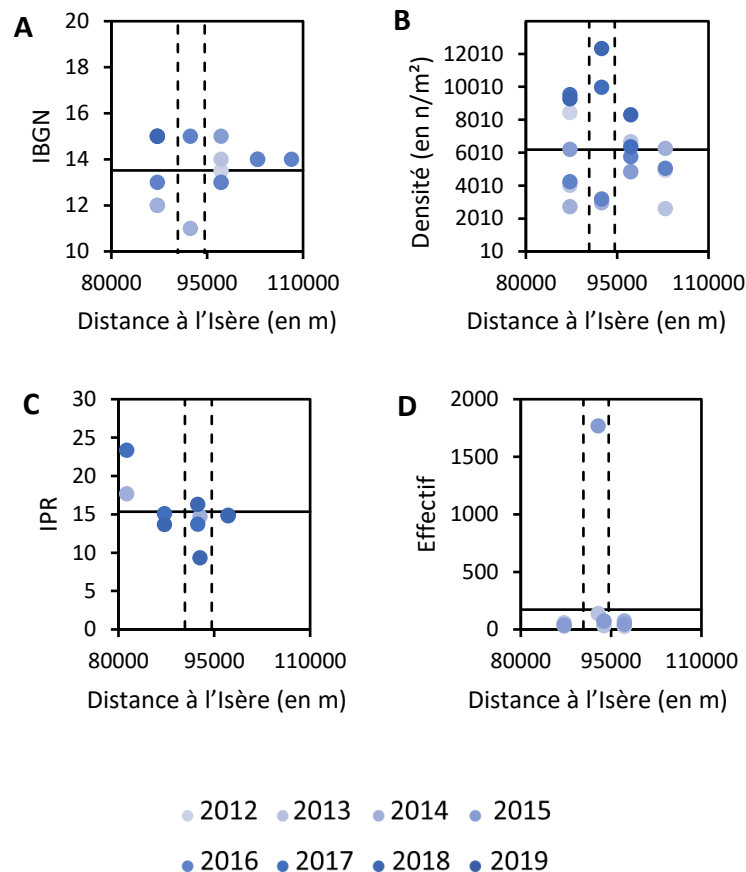 A
IBGN
20
18
16
14
12
10
80000 95000 110000
Distance à l'Isère (en m)
B
Densité (en n/m²)
12010
10010
8010
6010
4010
2010
10
80000 95000 110000
Distance à l'Isère (en m)
C
IPR
30
25
20
15
10
5
0
80000 95000 110000
Distance à l'Isère (en m)
D
Effectif
2000
1500
1000
500
0
80000 95000 110000
Distance à l'Isère (en m)
2012 2013 2014 2015
2016 2017 2018 2019